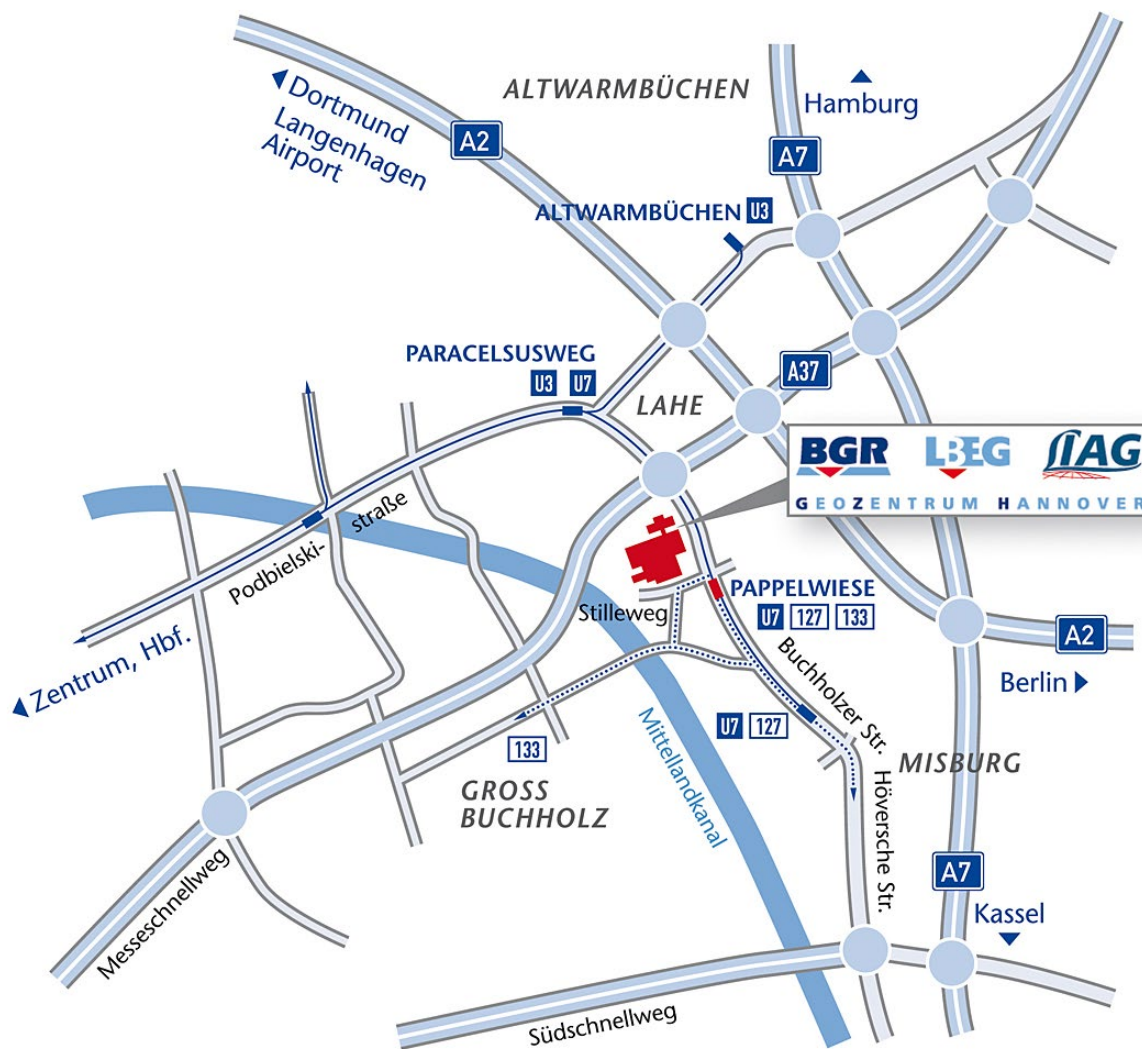 ALTWARMBÜCHEN
Hamburg
Dortmund
Langenhagen
Airport
A2
A7
ALTWARMBÜCHEN U3
PARACELSUSWEG
U3 U7
A37
LAHE
BGR LBEG LIAG
GEOZENTRUM HANNOVER
Podbielski-
straße
PAPPELWIESE
U7 127 133
Stilleweg
A2
Zentrum, Hbf.
Buchholzer Str.
Berlin
U7 127
133
MISBURG
GROSS
BUCHHOLZ
Mittellandkanal
Höversche Str.
A7
Messeschnellweg
Kassel
Südschnellweg